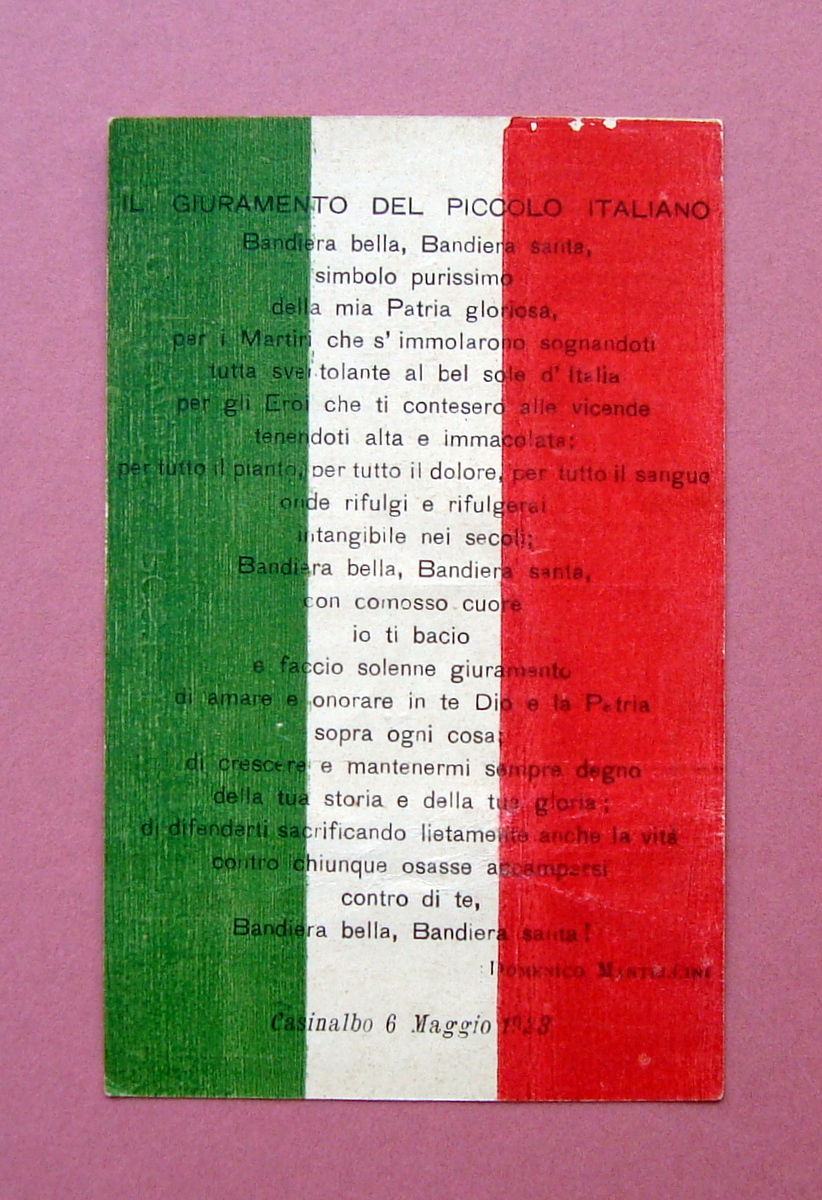 IL GIURAMENTO DEL PICCOLO ITALIANO
Bandiera bella, Bandiera santa,
simbolo purissimo
della mia Patria gloriosa,
per i Martiri che s' immolarono sognandoti
tutta sventolante al bel sole d' Italia
per gli Eroi che ti contesero alle vicende
tenendoti alta e immacolata:
per tutto il pianto, per tutto il dolore, per tutto il sangue
onde rifulgi e rifulgerai
intangibile nei secoli;
Bandiera bella, Bandiera santa,
con comosso cuore
io ti bacio
e faccio solenne giuramento
di amare e onorare in te Dio e la Patria
sopra ogni cosa;
di crescere e mantenermi sempre degno
della tua storia e della tua gloria;
di difenderti sacrificando lietamente anche la vita
contro chiunque osasse accamparsi
contro di te,
Bandiera bella, Bandiera santa!
DOMENICO
Casinalbo 6 Maggio 1923